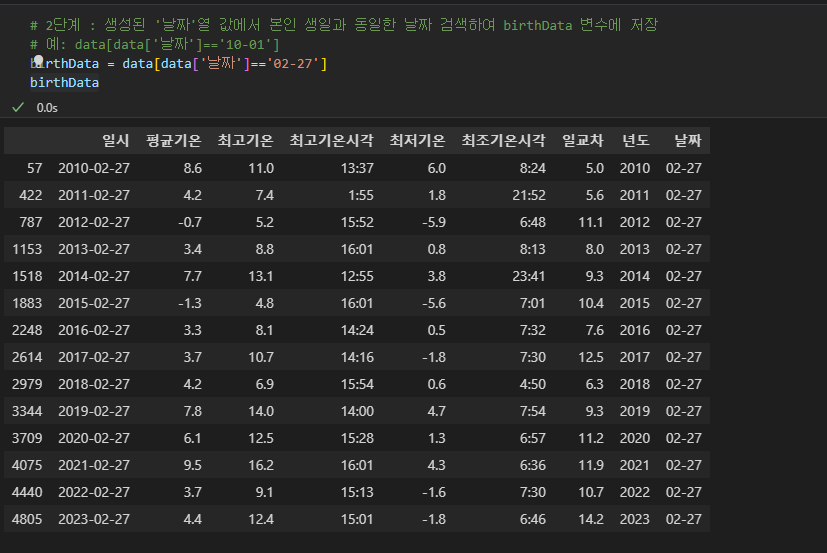 # 2단계 : 생성된 '날짜'열 값에서 본인 생일과 동일한 날짜 검색하여 birthData 변수에 저장
# 예: data[data['날짜']=='10-01']
birthData = data[data['날짜']=='02-27']
birthData
0.0s
일시 평균기온 최고기온 최고기온시각 최저기온 최조기온시각 일교차 년도 날짜
57 2010-02-27 8.6 11.0 13:37 6.0 8:24 5.0 2010 02-27
422 2011-02-27 4.2 7.4 1:55 1.8 21:52 5.6 2011 02-27
787 2012-02-27 -0.7 5.2 15:52 -5.9 6:48 11.1 2012 02-27
1153 2013-02-27 3.4 8.8 16:01 0.8 8:13 8.0 2013 02-27
1518 2014-02-27 7.7 13.1 12:55 3.8 23:41 9.3 2014 02-27
1883 2015-02-27 -1.3 4.8 16:01 -5.6 7:01 10.4 2015 02-27
2248 2016-02-27 3.3 8.1 14:24 0.5 7:32 7.6 2016 02-27
2614 2017-02-27 3.7 10.7 14:16 -1.8 7:30 12.5 2017 02-27
2979 2018-02-27 4.2 6.9 15:54 0.6 4:50 6.3 2018 02-27
3344 2019-02-27 7.8 14.0 14:00 4.7 7:54 9.3 2019 02-27
3709 2020-02-27 6.1 12.5 15:28 1.3 6:57 11.2 2020 02-27
4075 2021-02-27 9.5 16.2 16:01 4.3 6:36 11.9 2021 02-27
4440 2022-02-27 3.7 9.1 15:13 -1.6 7:30 10.7 2022 02-27
4805 2023-02-27 4.4 12.4 15:01 -1.8 6:46 14.2 2023 02-27